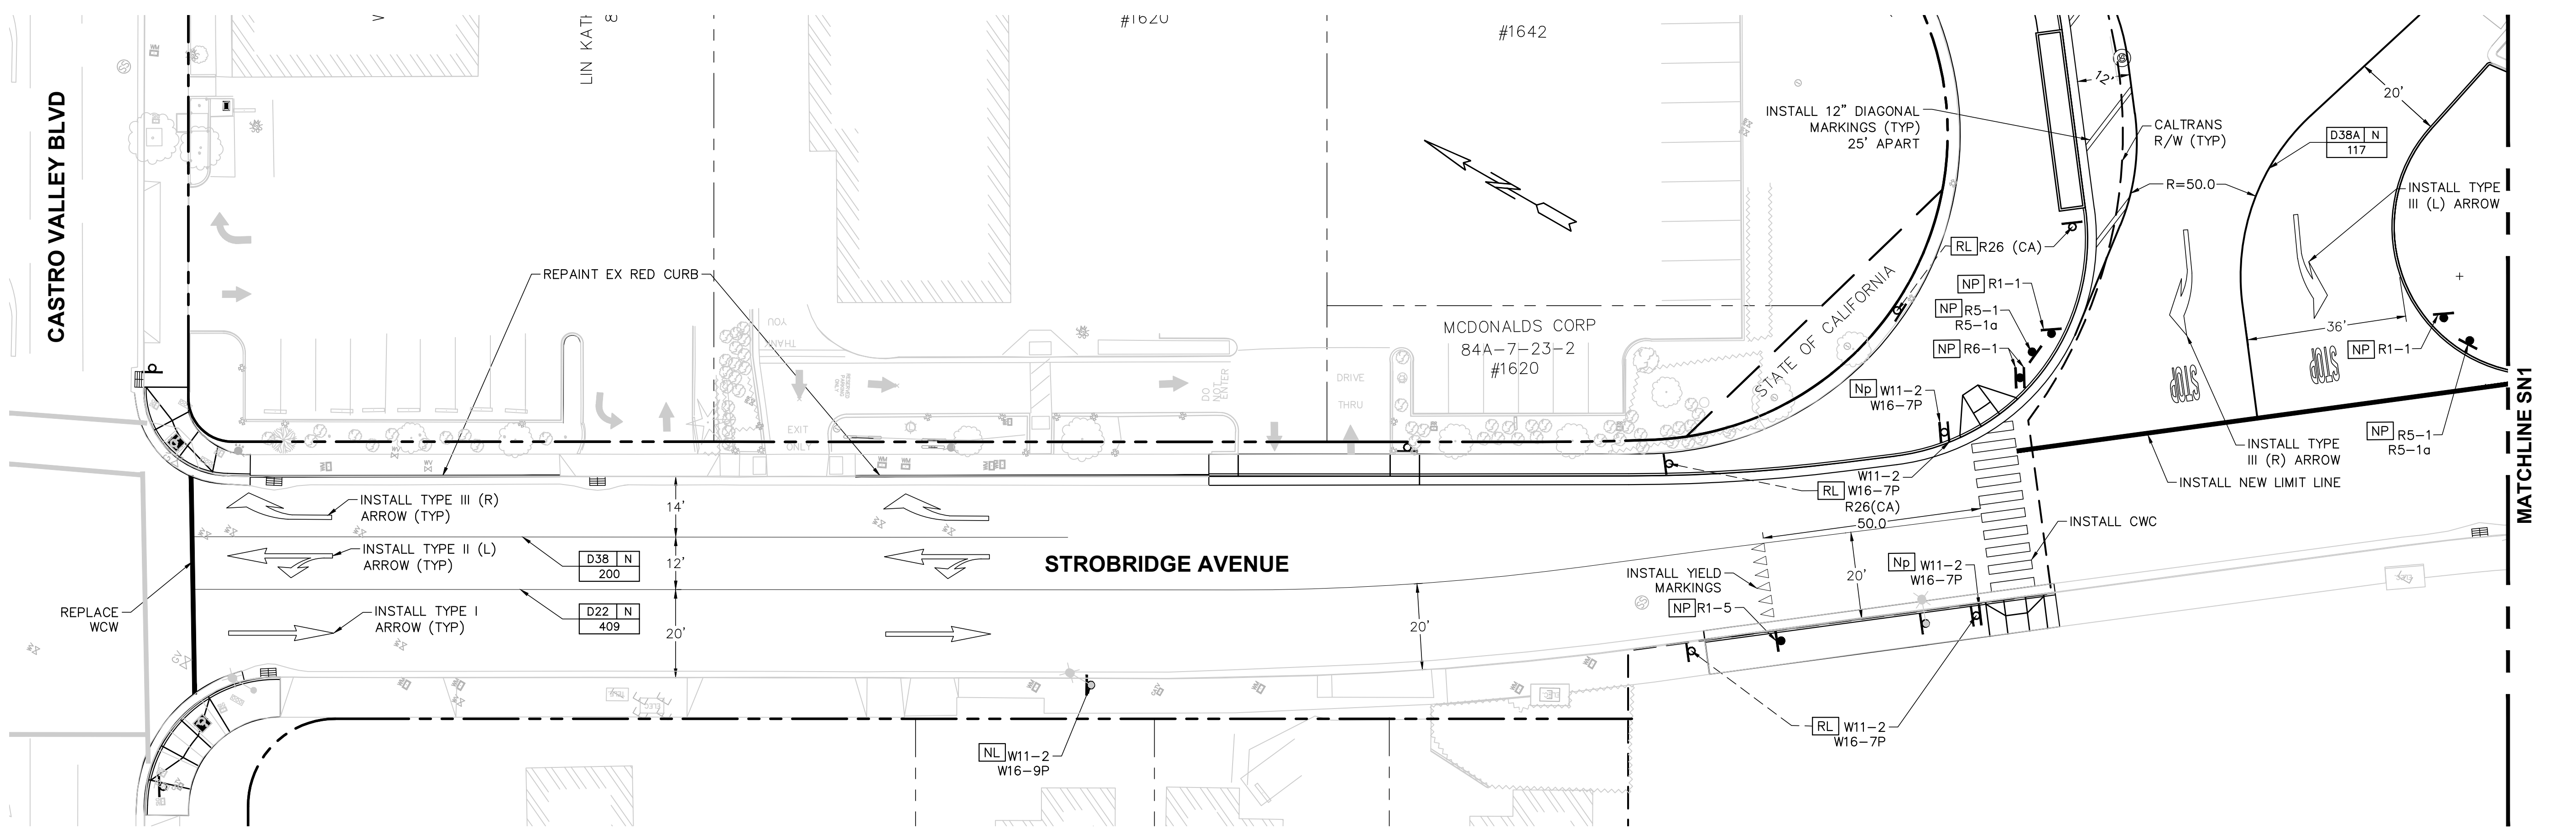 CASTRO VALLEY BLVD
LIN KATH
#1620
#1642
INSTALL 12" DIAGONAL
MARKINGS (TYP)
25' APART
12'
CALTRANS
R/W (TYP)
R=50.0
20'
D38A N
117
INSTALL TYPE
III (L) ARROW
RL R26 (CA)
NP R1-1
NP R5-1
R5-1a
NP R6-1
Np W11-2
W16-7P
36'
NP R1-1
STOP
STOP
NP R5-1
R5-1a
MATCHLINE SN1
REPAINT EX RED CURB
YOU
THANK
RESERVED
PARKING
ONLY
EXIT
ONLY
DO
NOT
ENTER
DRIVE
THRU
MCDONALDS CORP
84A-7-23-2
#1620
STATE OF CALIFORNIA
INSTALL TYPE
III (R) ARROW
INSTALL NEW LIMIT LINE
W11-2
RL W16-7P
R26(CA)
50.0
INSTALL CWC
INSTALL TYPE III (R)
ARROW (TYP)
14'
INSTALL TYPE II (L)
ARROW (TYP)
D38 N
200
12'
STROBRIDGE AVENUE
INSTALL YIELD
MARKINGS
NP R1-5
20'
Np W11-2
W16-7P
REPLACE
WCW
INSTALL TYPE I
ARROW (TYP)
D22 N
409
20'
20'
GV
NL W11-2
W16-9P
RL W11-2
W16-7P